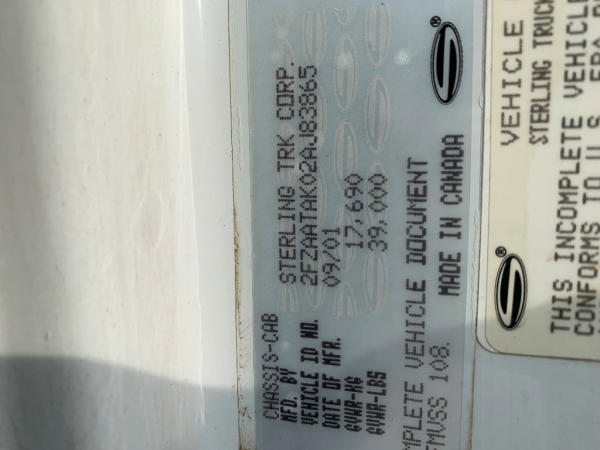 CHASSIS-CAB
MFD. BY STERLING TRK CORP.
VEHICLE ID NO. 2FZAATAK02AJ83865
DATE OF MFR. 09/01
GVWR-KG 17,690
GVWR-LBS 39,000
MPLETE VEHICLE DOCUMENT
FMVSS 108. MADE IN CANADA
VEHICLE
STERLING TRUCK
THIS INCOMPLETE VEHICLE
CONFORMS TO U.S. EPA